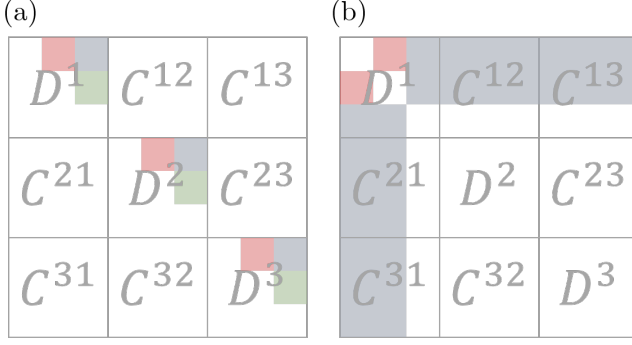 (a) (b)
D¹ C¹² C¹³ D¹ C¹² C¹³
C²¹ D² C²³ C²¹ D² C²³
C³¹ C³² D³ C³¹ C³² D³